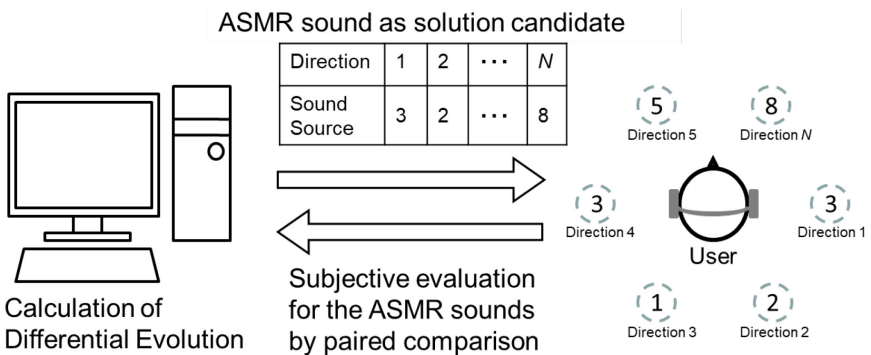 ASMR sound as solution candidate
Direction 1 2 ⋯ N
Sound
Source 3 2 ⋯ 8
5
Direction 5
8
Direction N
3
Direction 4
3
Direction 1
User
1
Direction 3
2
Direction 2
Calculation of
Differential Evolution
Subjective evaluation
for the ASMR sounds
by paired comparison